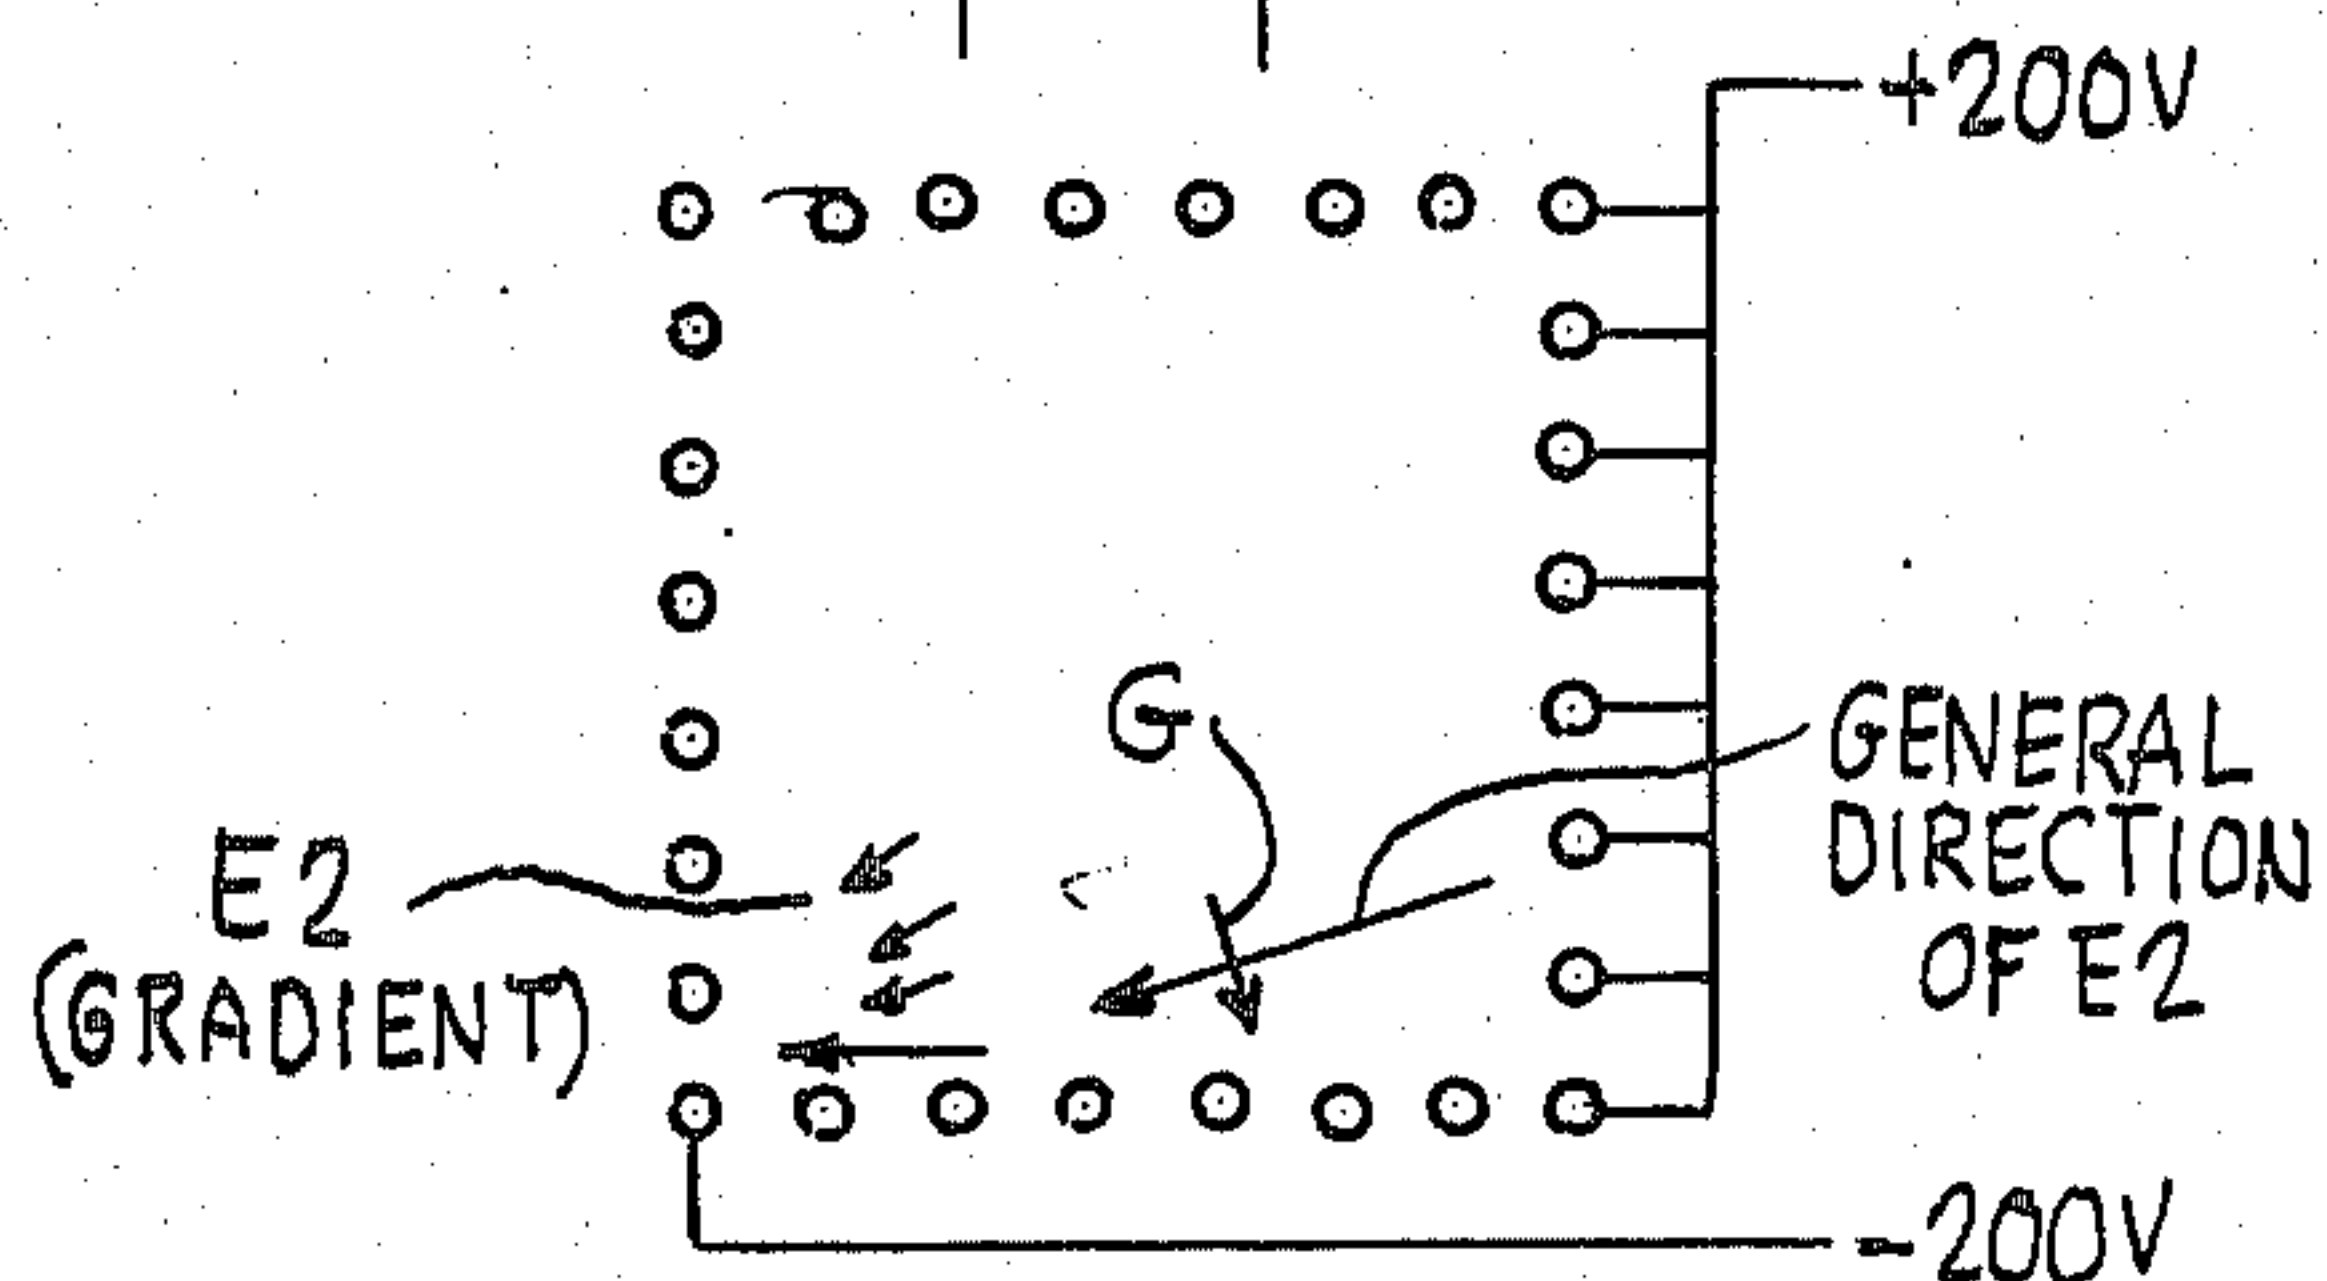 +200V
G
GENERAL
DIRECTION
OF E2
E2
(GRADIENT)
-200V